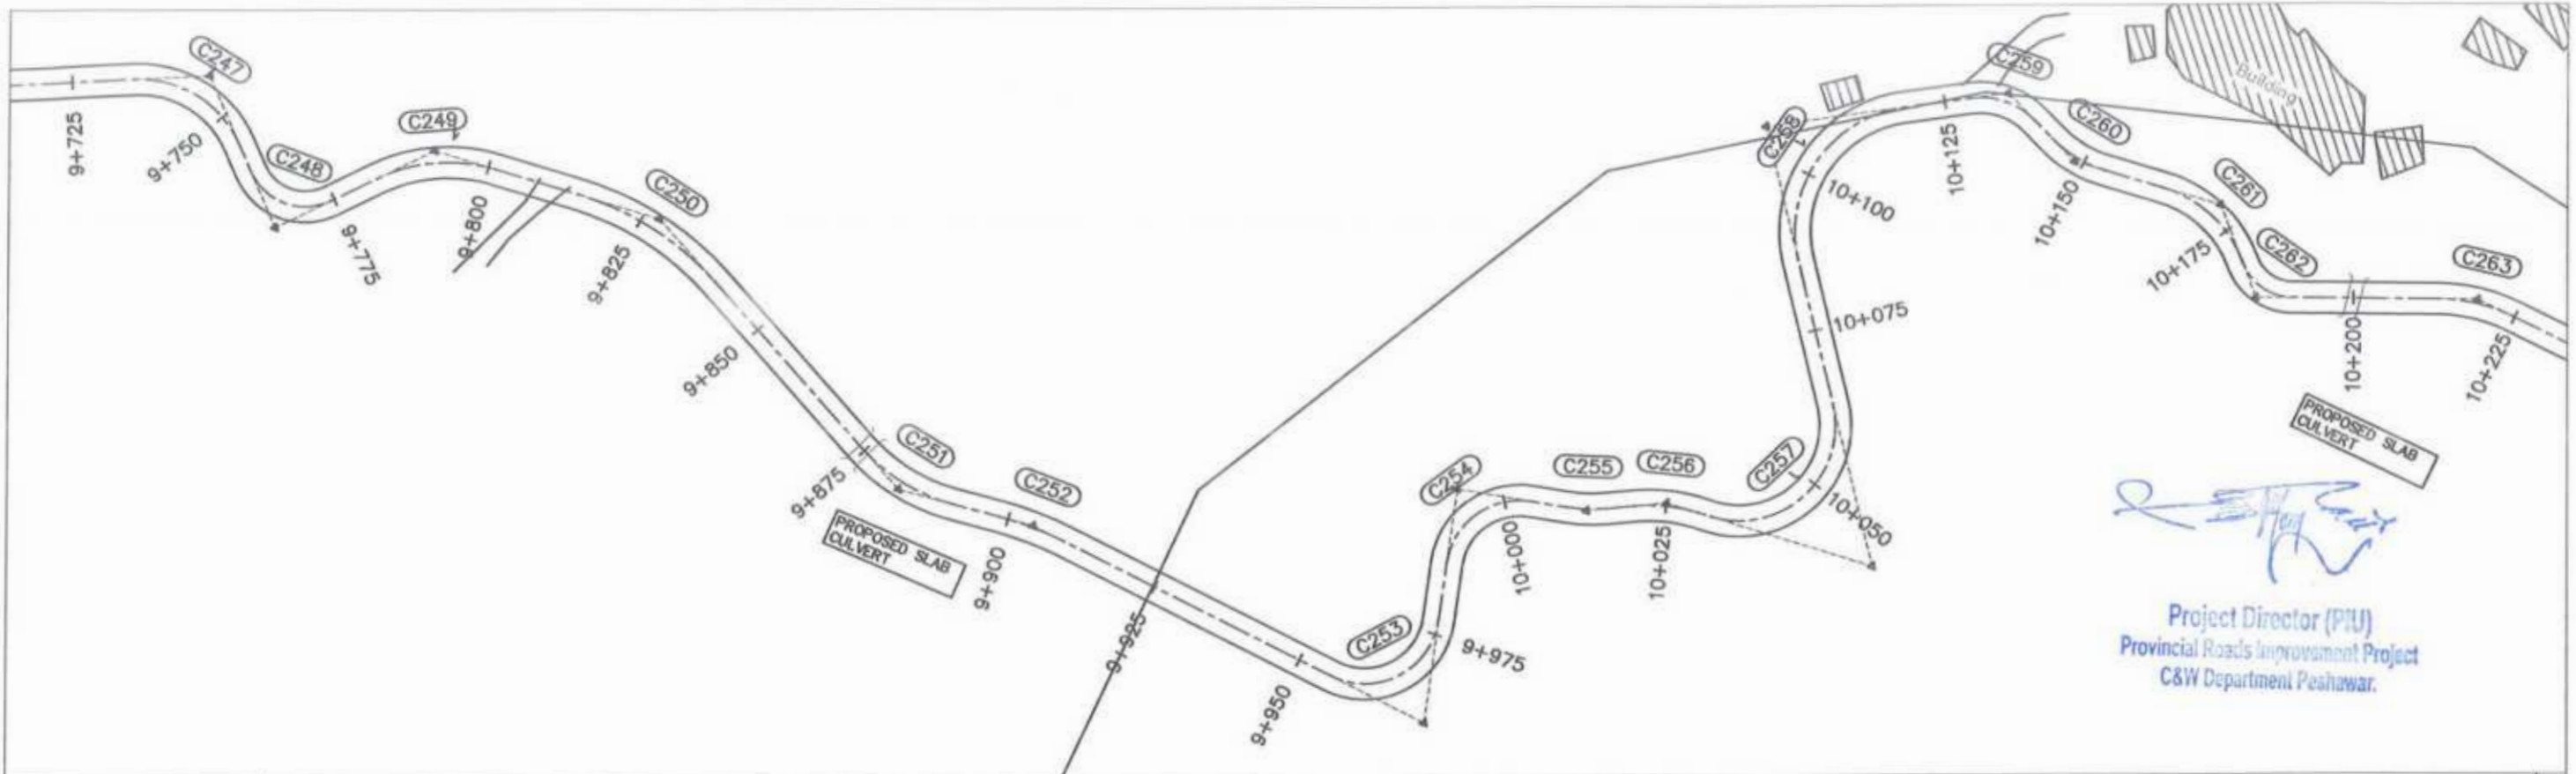 C247
C248
C249
C250
C251
C252
C253
C254
C255
C256
C257
C258
C259
C260
C261
C262
C263
9+725
9+750
9+775
9+800
9+825
9+850
9+875
9+900
9+925
9+950
9+975
10+000
10+025
10+050
10+075
10+100
10+125
10+150
10+175
10+200
10+225
PROPOSED SLAB
CULVERT
PROPOSED SLAB
CULVERT
Building
Project Director (PIU)
Provincial Roads Improvement Project
C&W Department Peshawar.